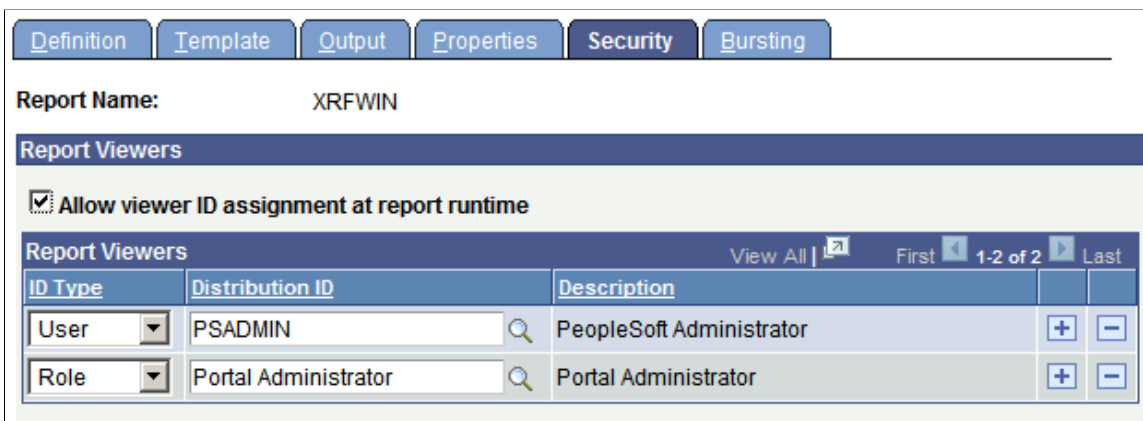 Definition Template Output Properties Security Bursting
Report Name: XRFWIN
Report Viewers
Allow viewer ID assignment at report runtime
Report Viewers View All | First 1-2 of 2 Last
ID Type Distribution ID Description
User PSADMIN PeopleSoft Administrator
Role Portal Administrator Portal Administrator